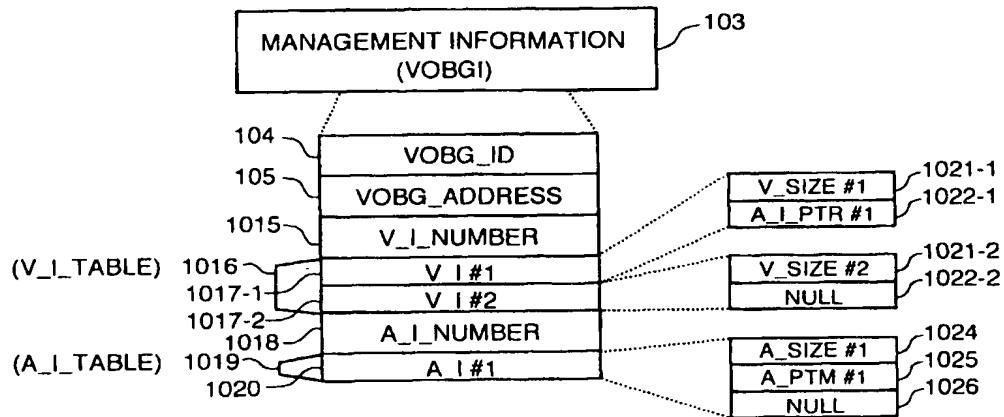 MANAGEMENT INFORMATION
(VOBGI)
103
104
VOBG_ID
105
VOBG_ADDRESS
1015
V_I_NUMBER
(V_I_TABLE)
1016
1017-1
V_I #1
1017-2
V_I #2
1018
A_I_NUMBER
(A_I_TABLE)
1019
1020
A_I #1
V_SIZE #1
1021-1
A_I_PTR #1
1022-1
V_SIZE #2
1021-2
NULL
1022-2
A_SIZE #1
1024
A_PTM #1
1025
NULL
1026